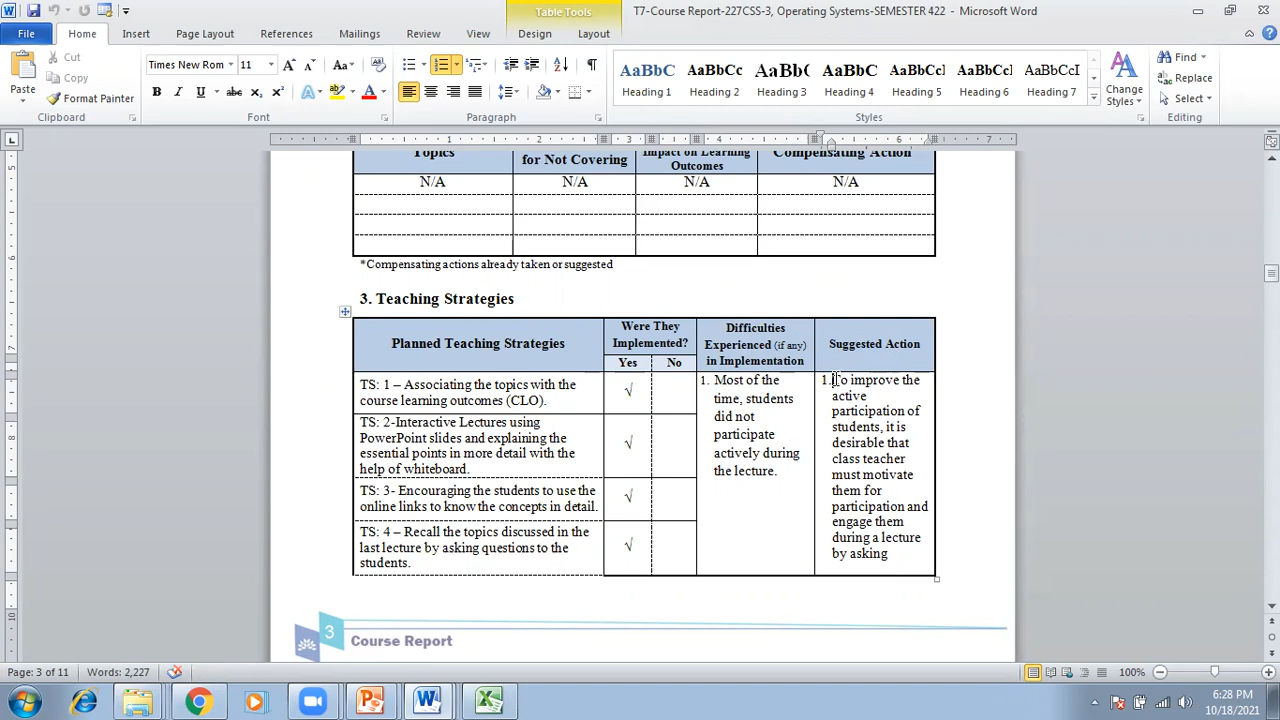 T7-Course Report-227CSS-3, Operating Systems-SEMESTER 422 - Microsoft Word
Table Tools
File
Home
Insert
Page Layout
References
Mailings
Review
View
Design
Layout
Paste
Cut
Copy
Format Painter
Clipboard
Times New Rom
11
Font
Paragraph
AaBbC
Heading 1
AaBbCc
Heading 2
AaBb(
Heading 3
AaBbC
Heading 4
AaBbCcl
Heading 5
AaBbCcl
Heading 6
AaBbCcI
Heading 7
Change
Styles
Styles
Find
Replace
Select
Editing
Topics
for Not Covering
Impact on Learning
Outcomes
Compensating Action
N/A
N/A
N/A
N/A
*Compensating actions already taken or suggested
3. Teaching Strategies
Planned Teaching Strategies
Were They
Implemented?
Yes
No
Difficulties
Experienced (if any)
in Implementation
Suggested Action
TS: 1 – Associating the topics with the
course learning outcomes (CLO).
√
TS: 2-Interactive Lectures using
PowerPoint slides and explaining the
essential points in more detail with the
help of whiteboard.
√
TS: 3- Encouraging the students to use the
online links to know the concepts in detail.
√
TS: 4 – Recall the topics discussed in the
last lecture by asking questions to the
students.
√
1. Most of the
time, students
did not
participate
actively during
the lecture.
1. To improve the
active
participation of
students, it is
desirable that
class teacher
must motivate
them for
participation and
engage them
during a lecture
by asking
3
Course Report
Page: 3 of 11
Words: 2,227
100%
6:28 PM
10/18/2021